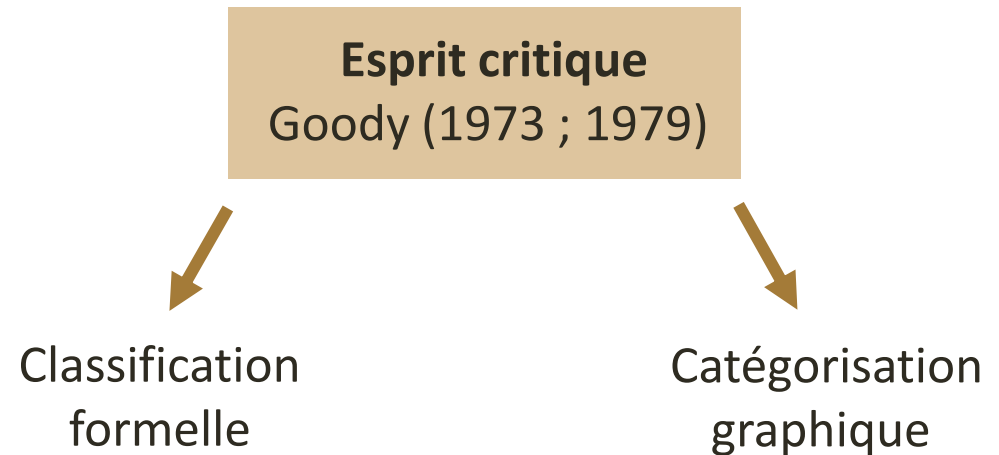 Esprit critique
Goody (1973 ; 1979)
Classification
formelle
Catégorisation
graphique